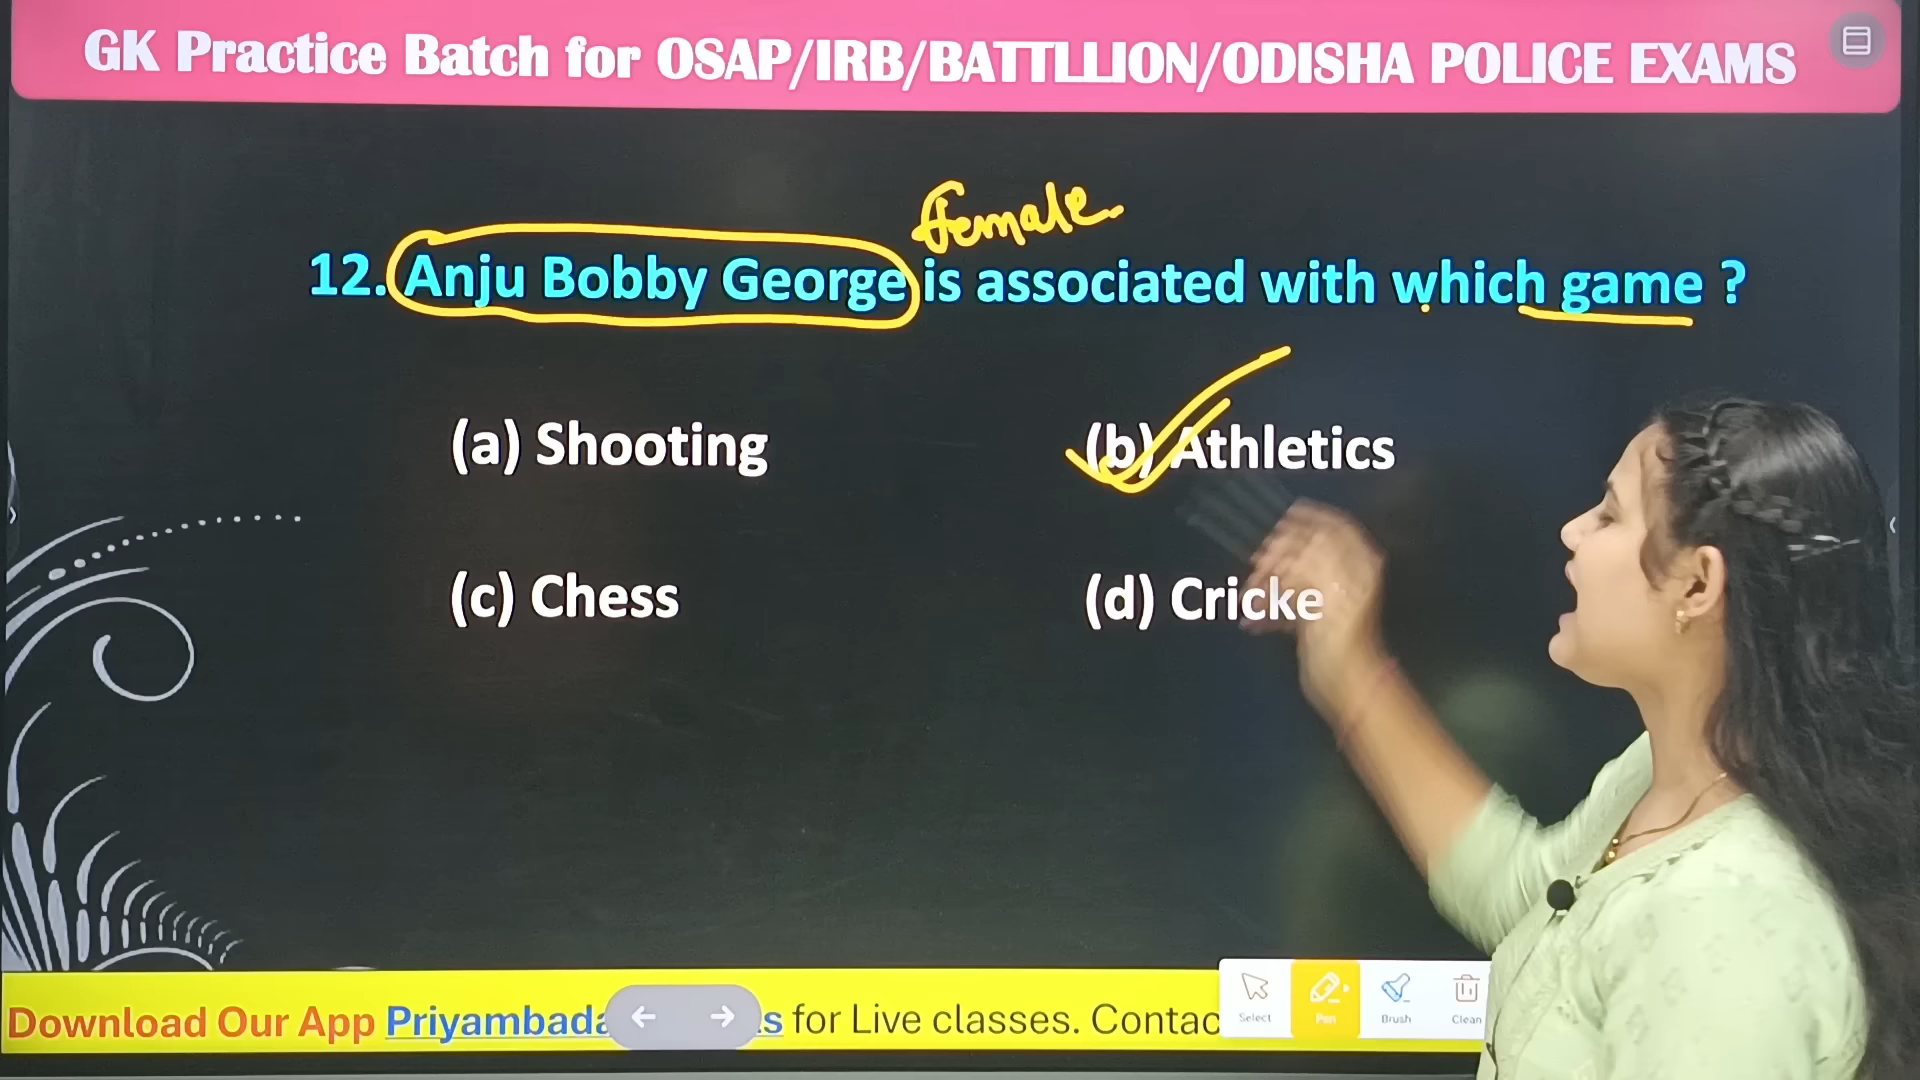 GK Practice Batch for OSAP/IRB/BATTLLION/ODISHA POLICE EXAMS
female.
12. Anju Bobby George is associated with which game ?
(a) Shooting (b) Athletics
(c) Chess (d) Cricke
Download Our App Priyambada s for Live classes. Contac
Select Pen Brush Clean